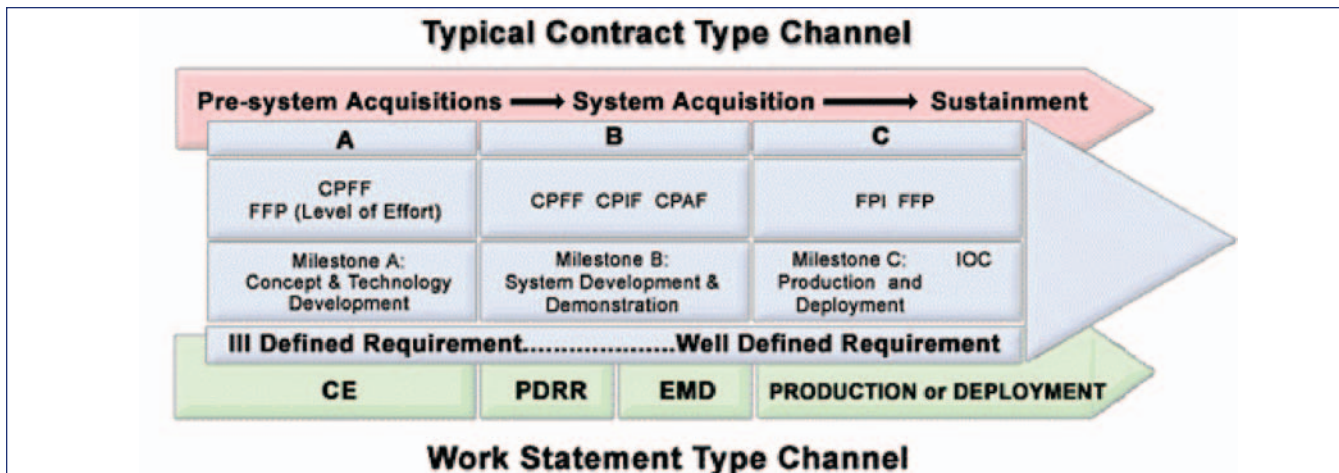 Typical Contract Type Channel
Pre-system Acquisitions → System Acquisition → Sustainment
A B C
CPFF
FFP (Level of Effort)
CPFF CPIF CPAF
FPI FFP
Milestone A:
Concept & Technology
Development
Milestone B:
System Development &
Demonstration
Milestone C: IOC
Production and
Deployment
III Defined Requirement.....................Well Defined Requirement
CE PDRR EMD PRODUCTION or DEPLOYMENT
Work Statement Type Channel